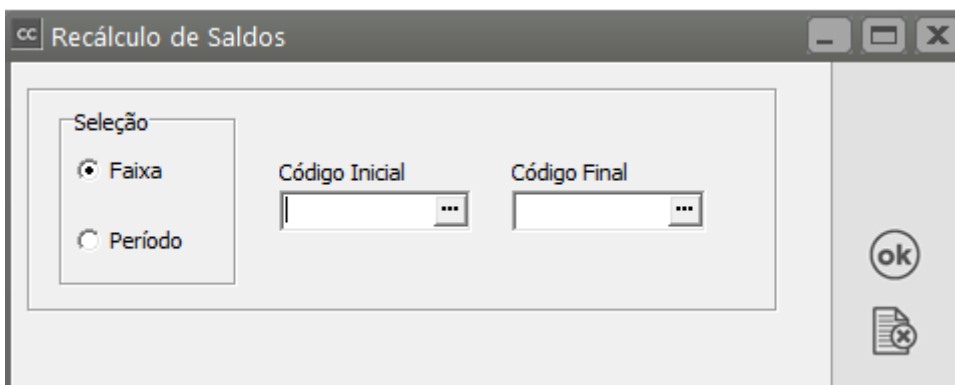 cc Recálculo de Saldos
Seleção
Faixa
Código Inicial
Código Final
...
...
Período
ok